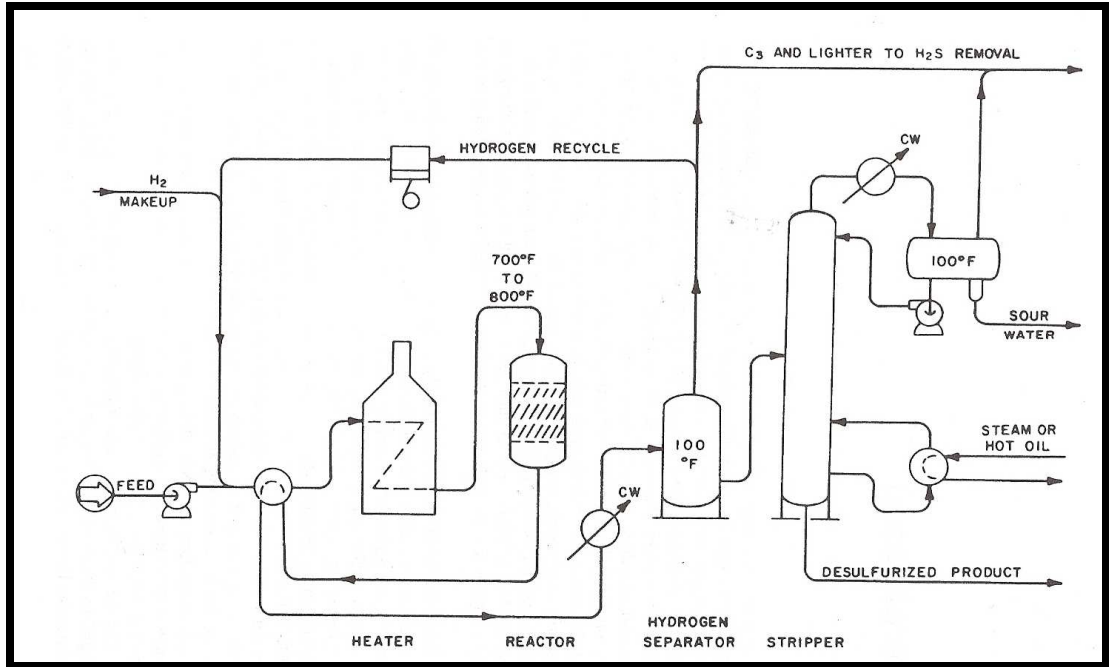 C₃ AND LIGHTER TO H₂S REMOVAL
CW
HYDROGEN RECYCLE
H₂
MAKEUP
700°F
TO
800°F
100°F
SOUR
WATER
STEAM OR
HOT OIL
100
°F
FEED
CW
DESULFURIZED PRODUCT
HEATER
REACTOR
HYDROGEN
SEPARATOR
STRIPPER